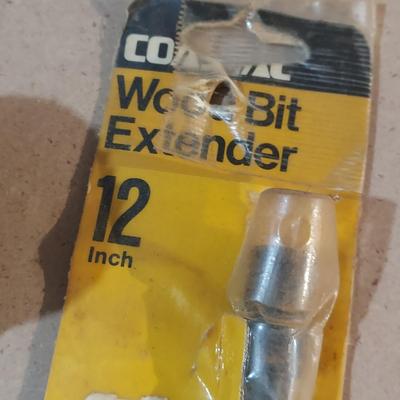 Wood Bit
Extender
12
Inch